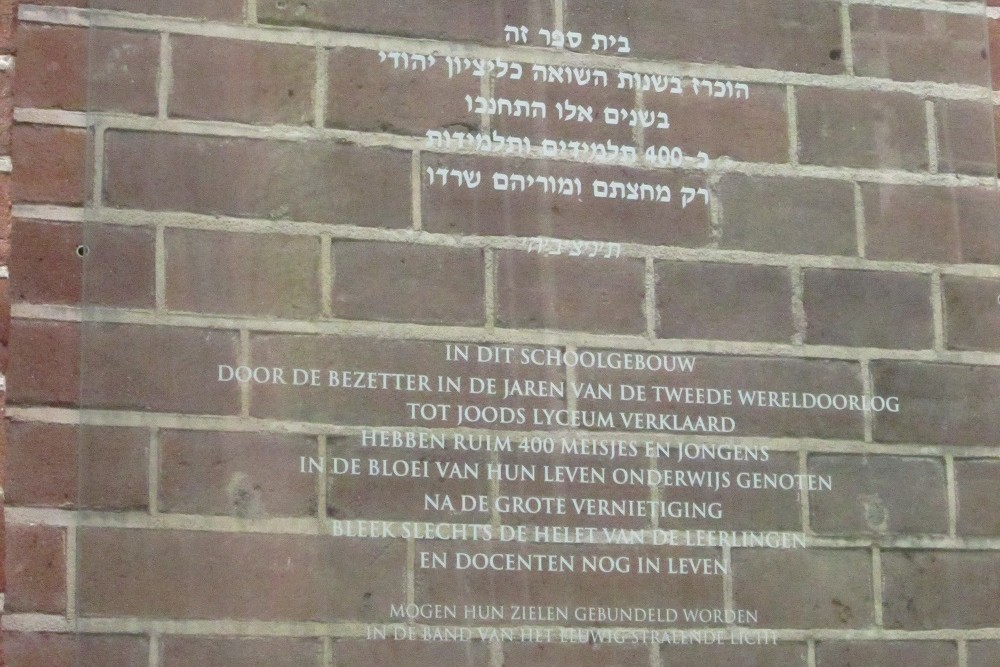 בית ספר זה
הוכרז בשנות השואה כליציון יהודי
בשנים אלו התחנכו
כ-400 תלמידים ותלמידות
רק מחצתם ומוריהם שרדו
ת׳נ׳צ׳ב׳ה׳
IN DIT SCHOOLGEBOUW
DOOR DE BEZETTER IN DE JAREN VAN DE TWEEDE WERELDOORLOG
TOT JOODS LYCEUM VERKLAARD
HEBBEN RUIM 400 MEISJES EN JONGENS
IN DE BLOEI VAN HUN LEVEN ONDERWIJS GENOTEN
NA DE GROTE VERNIETIGING
BLEEK SLECHTS DE HELFT VAN DE LEERLINGEN
EN DOCENTEN NOG IN LEVEN
MOGEN HUN ZIELEN GEBUNDELD WORDEN
IN DE BAND VAN HET EEUWIG STRALENDE LICHT